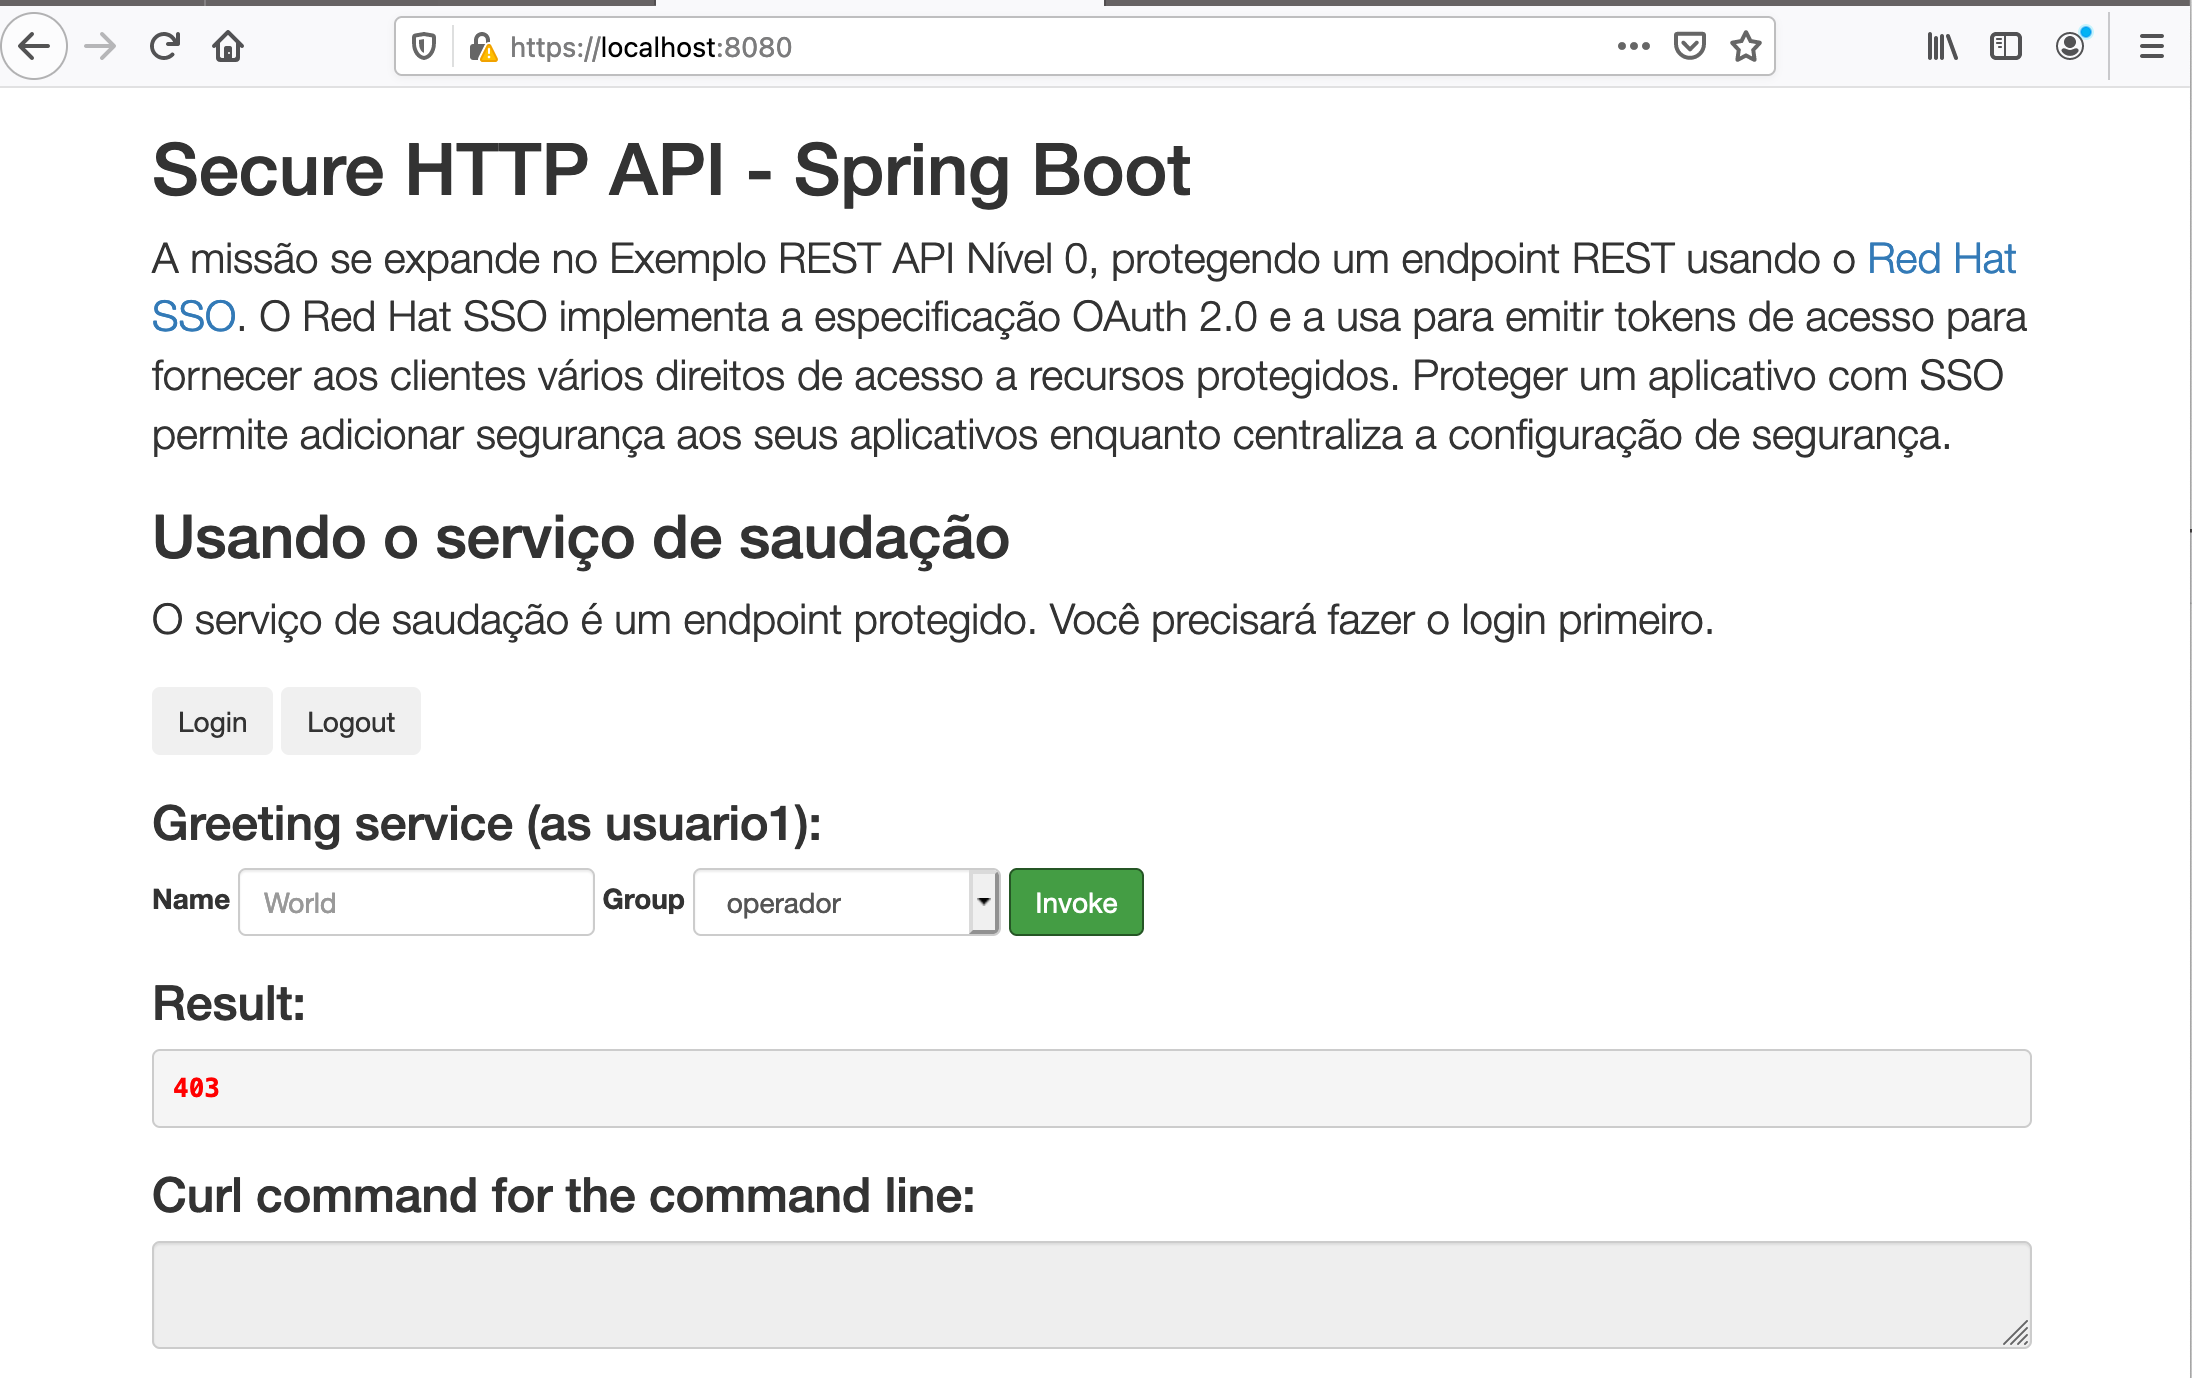 https://localhost:8080
Secure HTTP API - Spring Boot
A missão se expande no Exemplo REST API Nível 0, protegendo um endpoint REST usando o Red Hat
SSO. O Red Hat SSO implementa a especificação OAuth 2.0 e a usa para emitir tokens de acesso para
fornecer aos clientes vários direitos de acesso a recursos protegidos. Proteger um aplicativo com SSO
permite adicionar segurança aos seus aplicativos enquanto centraliza a configuração de segurança.
Usando o serviço de saudação
O serviço de saudação é um endpoint protegido. Você precisará fazer o login primeiro.
Login Logout
Greeting service (as usuario1):
Name World Group operador Invoke
Result:
403
Curl command for the command line: